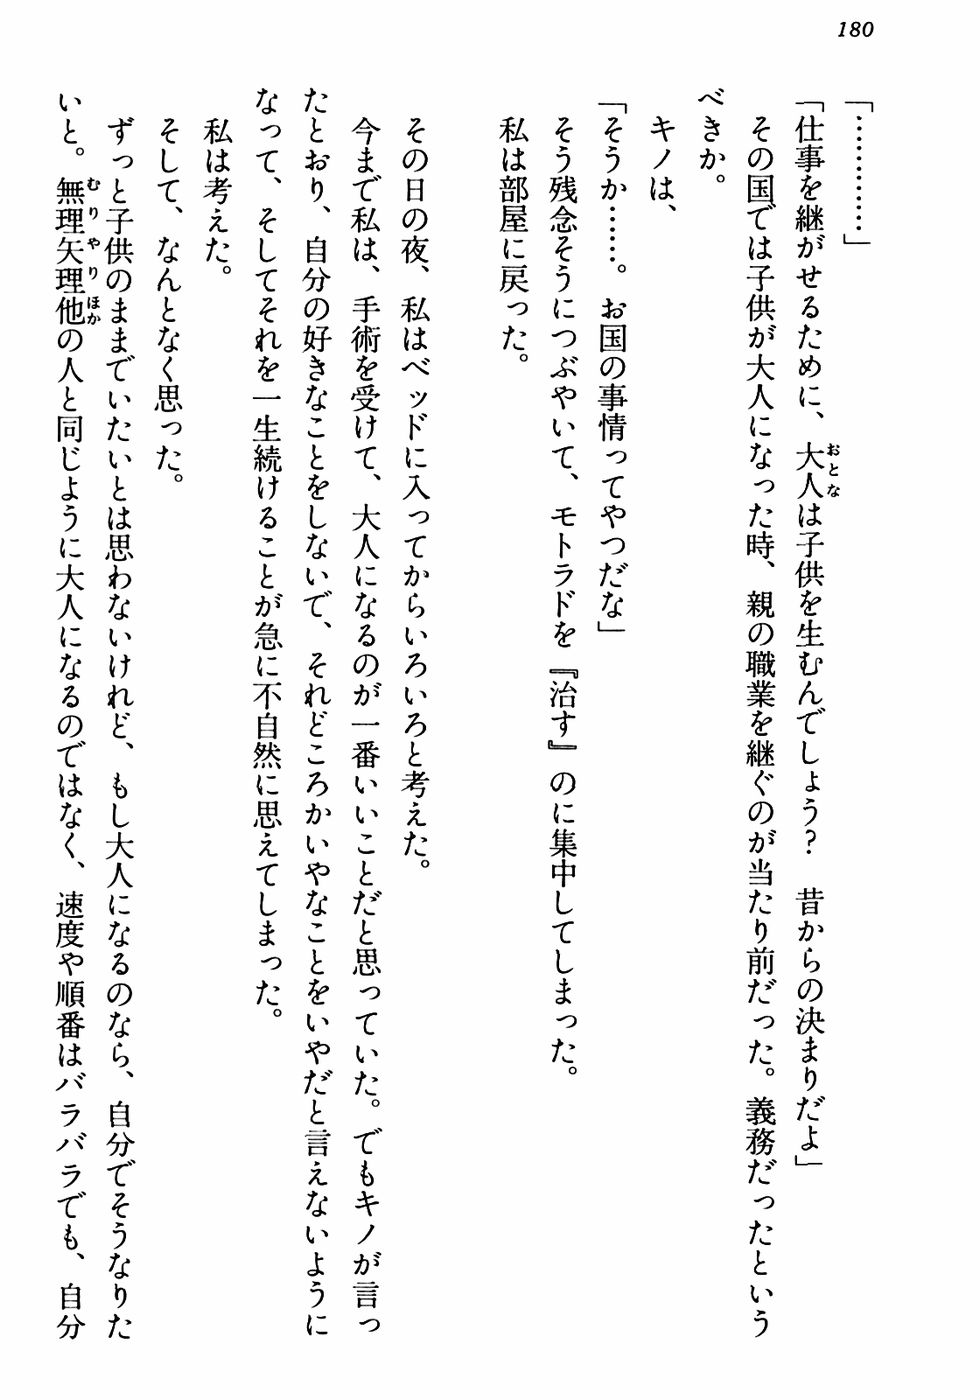 180
「…………」
「仕事を継がせるために、大人は子供を生むんでしょう？　昔からの決まりだよ」
その国では子供が大人になった時、親の職業を継ぐのが当たり前だった。義務だったという
べきか。
キノは、
「そうか……。お国の事情ってやつだな」
そう残念そうにつぶやいて、モトラドを『治す』のに集中してしまった。
私は部屋に戻った。
その日の夜、私はベッドに入ってからいろいろと考えた。
今まで私は、手術を受けて、大人になるのが一番いいことだと思っていた。でもキノが言っ
たとおり、自分の好きなことをしないで、それどころかいやなことをいやだと言えないように
なって、そしてそれを一生続けることが急に不自然に思えてしまった。
私は考えた。
そして、なんとなく思った。
ずっと子供のままでいたいとは思わないけれど、もし大人になるのなら、自分でそうなりた
いと。無理矢理他の人と同じように大人になるのではなく、速度や順番はバラバラでも、自分